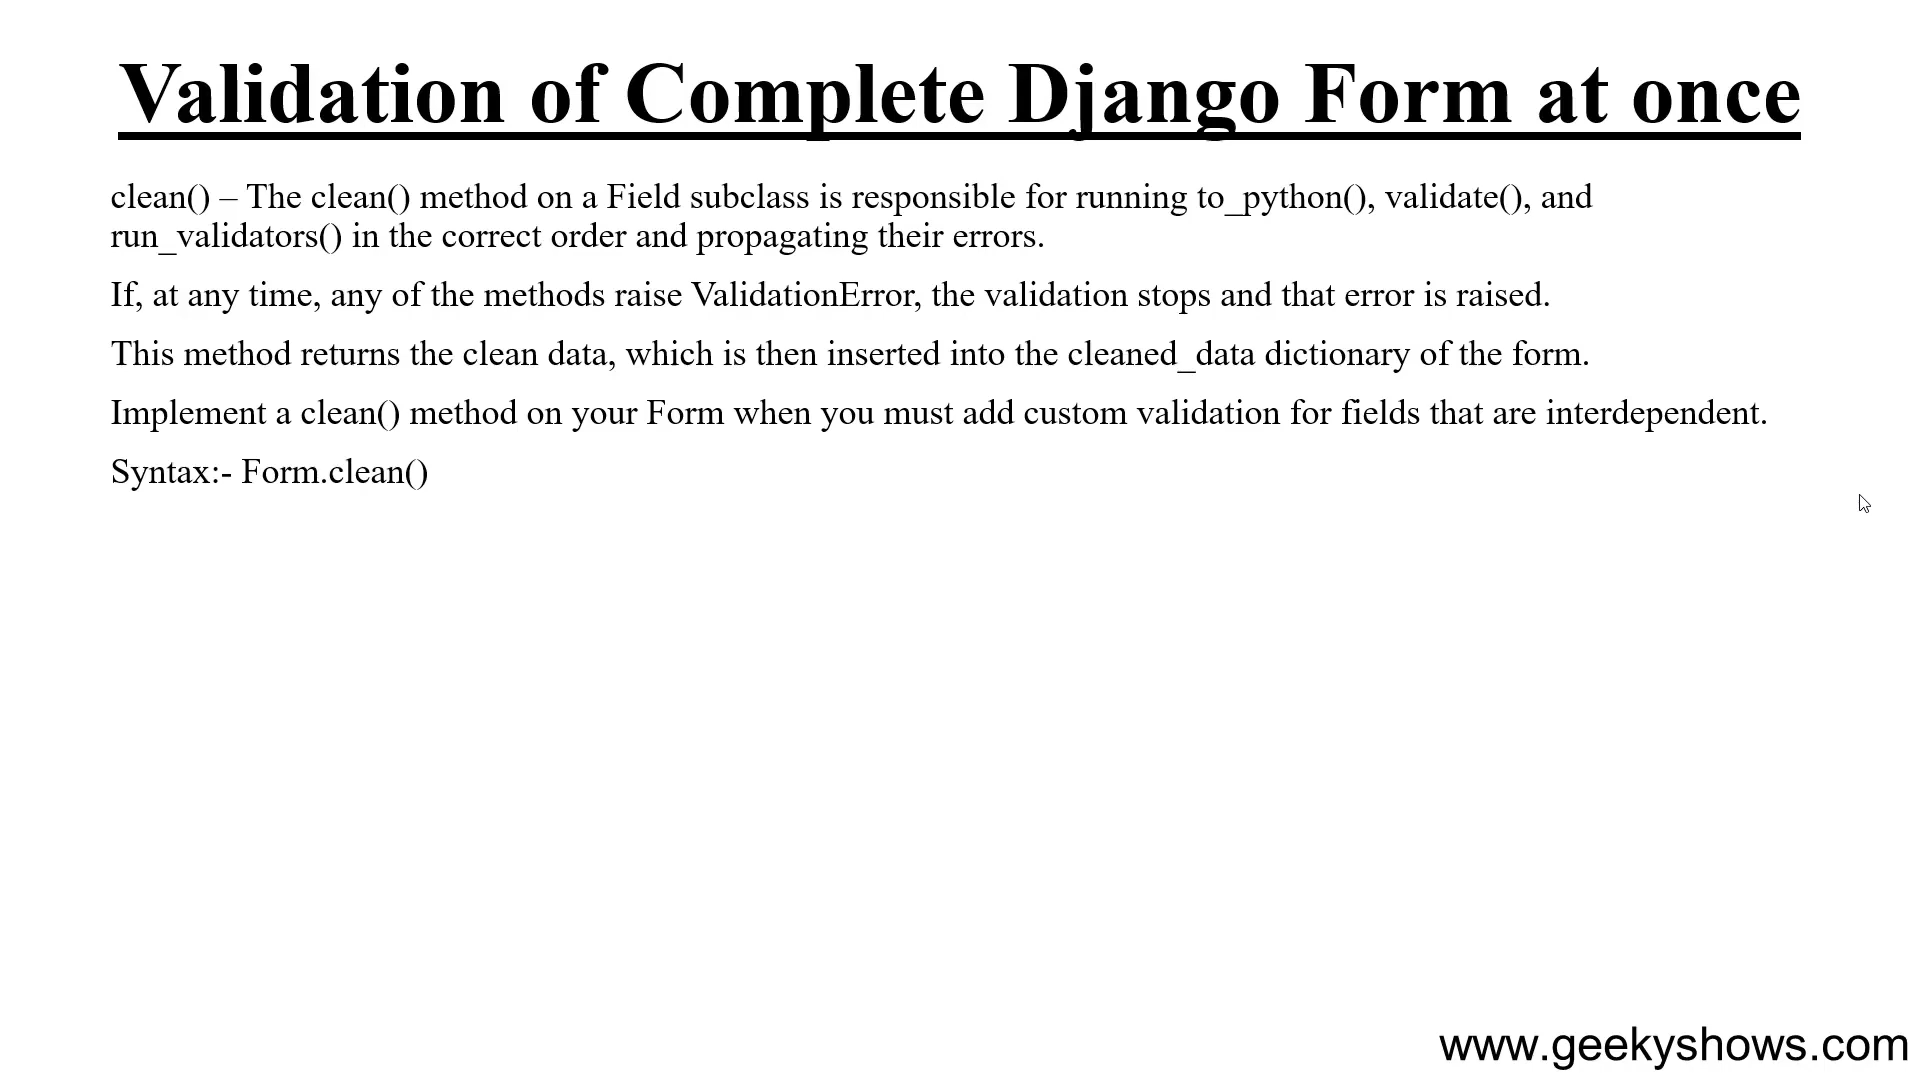 Validation of Complete Django Form at once
clean() – The clean() method on a Field subclass is responsible for running to_python(), validate(), and
run_validators() in the correct order and propagating their errors.
If, at any time, any of the methods raise ValidationError, the validation stops and that error is raised.
This method returns the clean data, which is then inserted into the cleaned_data dictionary of the form.
Implement a clean() method on your Form when you must add custom validation for fields that are interdependent.
Syntax:- Form.clean()
www.geekyshows.com